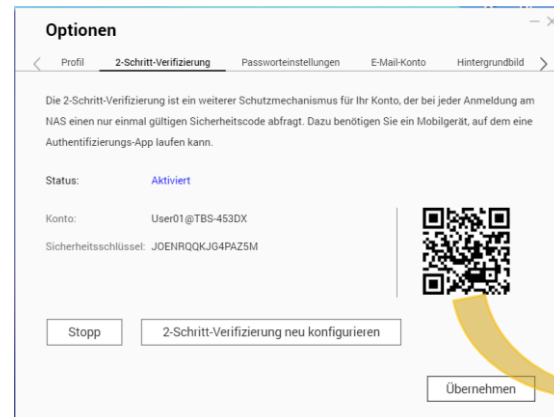 Optionen
Profil 2-Schritt-Verifizierung Passworteinstellungen E-Mail-Konto Hintergrundbild
Die 2-Schritt-Verifizierung ist ein weiterer Schutzmechanismus für Ihr Konto, der bei jeder Anmeldung am
NAS einen nur einmal gültigen Sicherheitscode abfragt. Dazu benötigen Sie ein Mobilgerät, auf dem eine
Authentifizierungs-App laufen kann.
Status: Aktiviert
Konto: User01@TBS-453DX
Sicherheitsschlüssel: JOENRQQKJG4PAZ5M
Stopp 2-Schritt-Verifizierung neu konfigurieren
Übernehmen